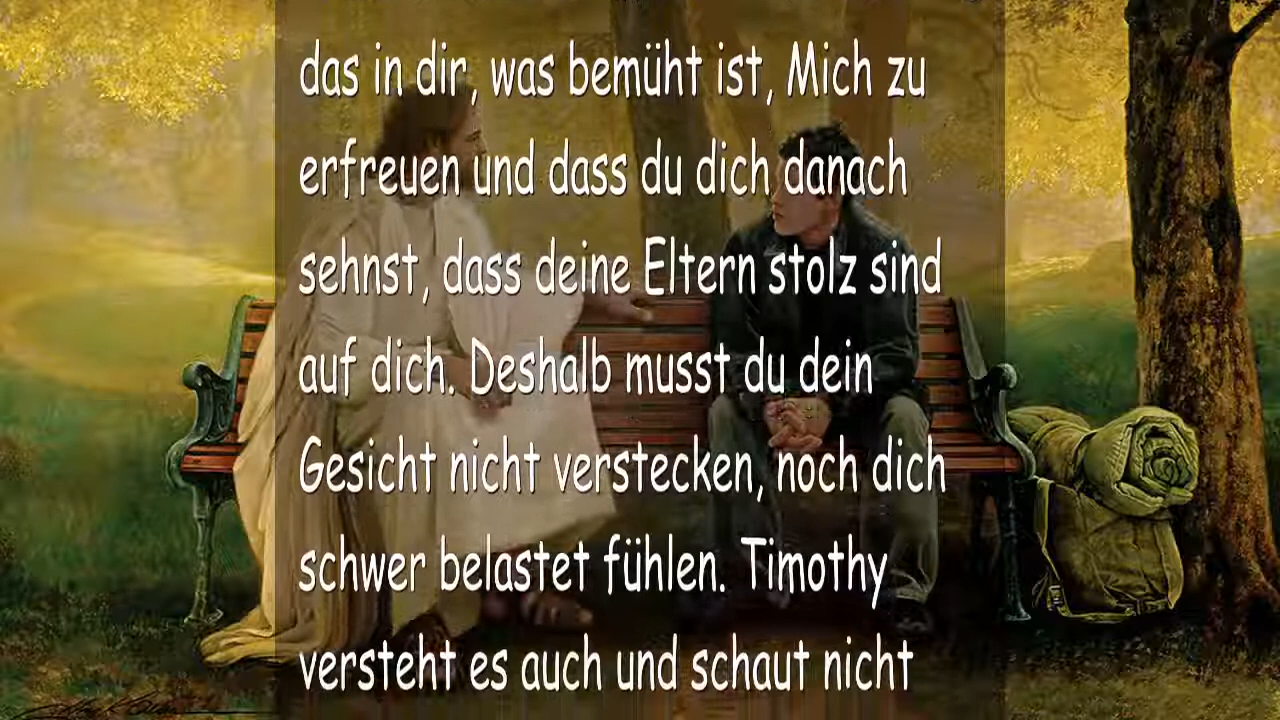 das in dir, was bemüht ist, Mich zu
erfreuen und dass du dich danach
sehnst, dass deine Eltern stolz sind
auf dich. Deshalb musst du dein
Gesicht nicht verstecken, noch dich
schwer belastet fühlen. Timothy
versteht es auch und schaut nicht